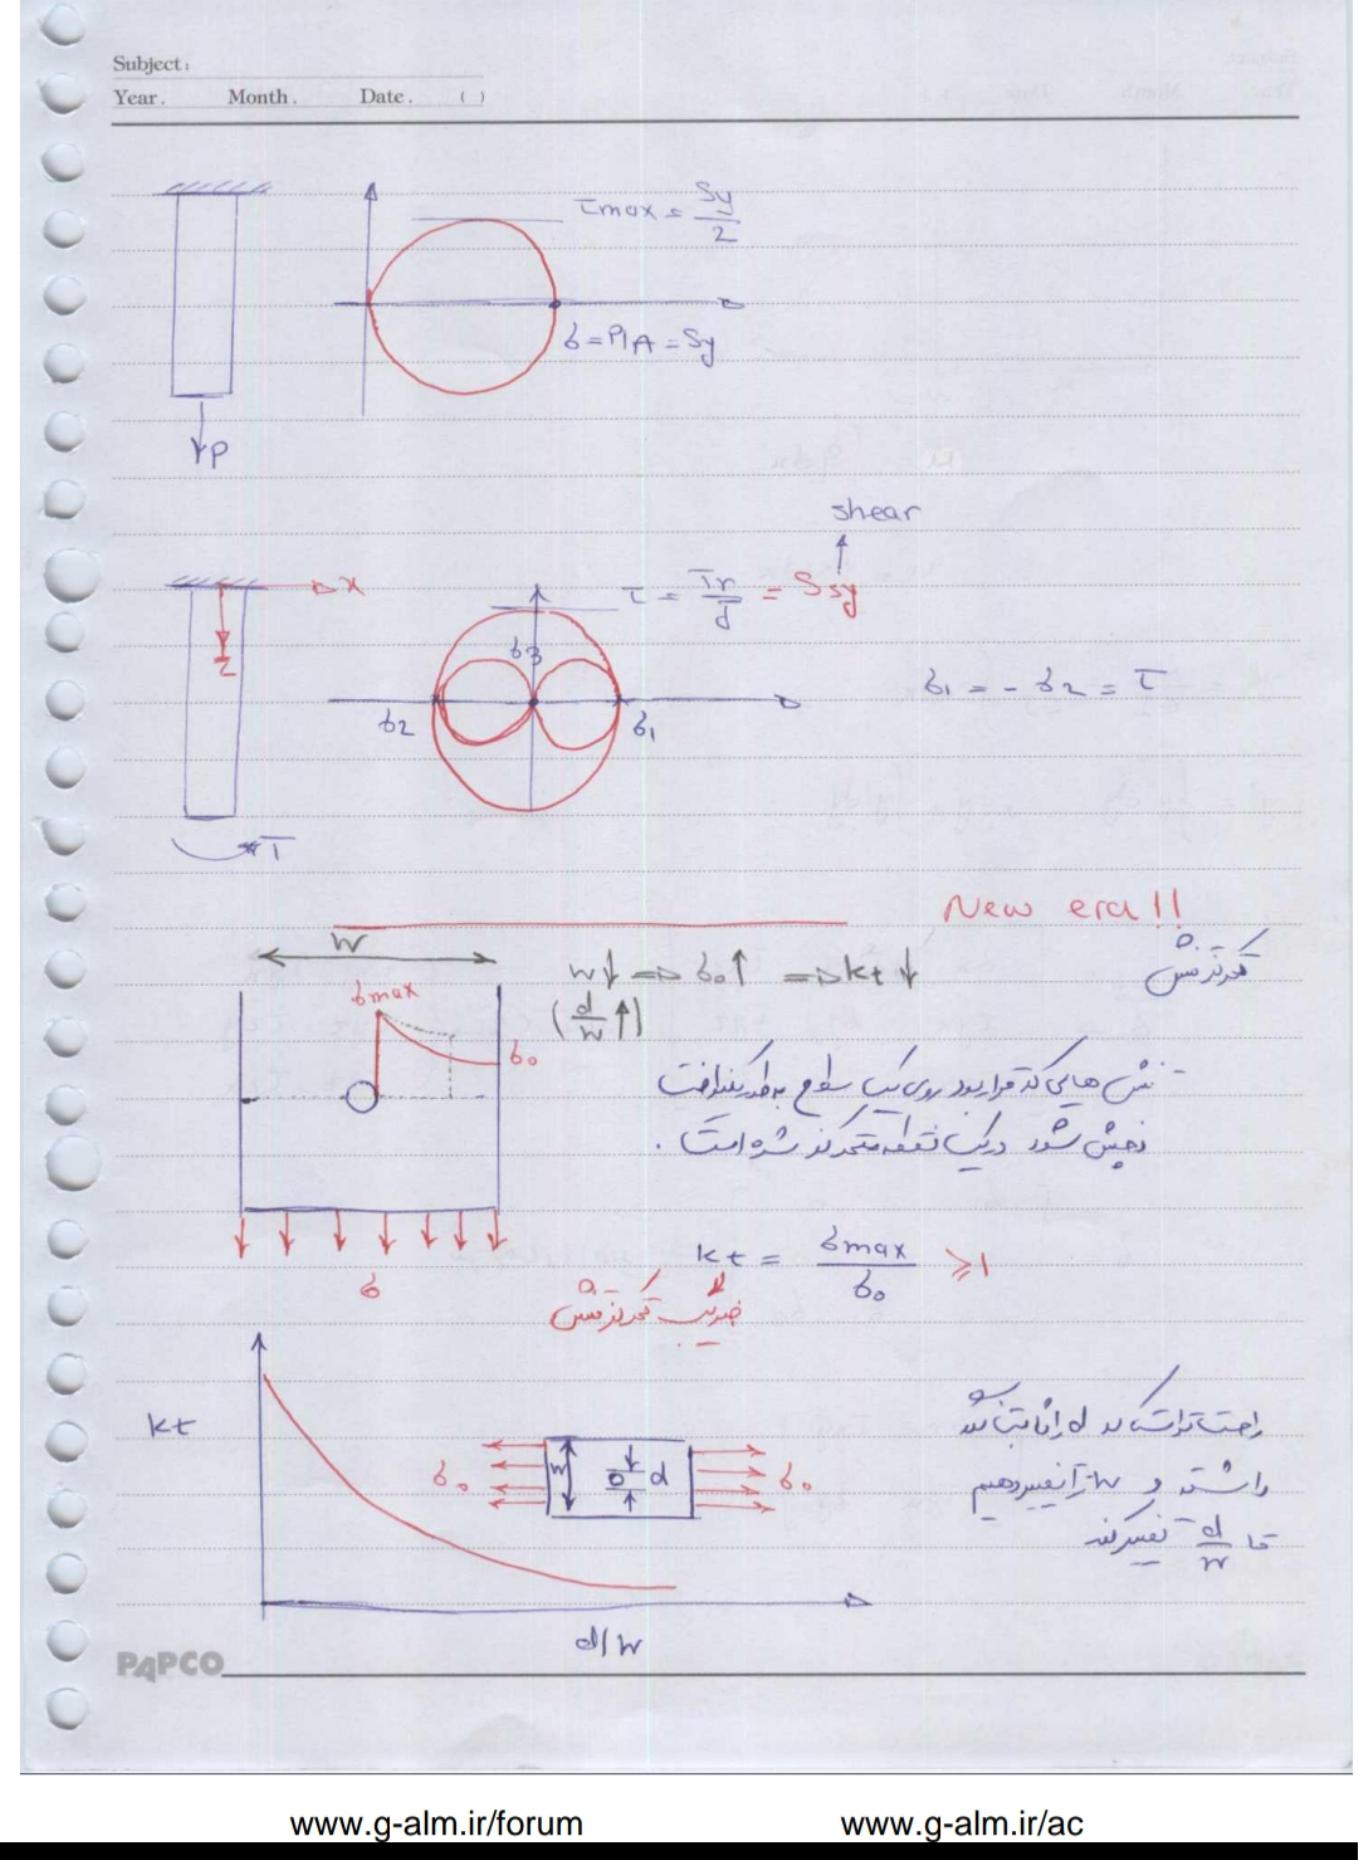 Subject:
Year. Month. Date. ( )
τmax = Sy/2
σ = P/A = Sy
P
shear
x
τ = Tr/J = Ssy
z
σ3
σ1 = - σ2 = τ
σ2
σ1
T
New era!!
تمرکز تنش
W
w↓ ⇒ σ0↑ ⇒ kt ↓
(d/w ↑)
σmax
σ0
تنش هایی که قرار بود روی یک سطح به طور یکنواخت
پخش شود در یک نقطه متمرکز شده است .
kt = σmax/σ0 ≥1
σ
ضریب تمرکز تنش
kt
راحت تر است که d را ثابت نگه
داشته و w را تغییر دهیم
تا d/w تغییر کند
σ0 w d σ0
d/w
PAPCO
www.g-alm.ir/forum www.g-alm.ir/ac